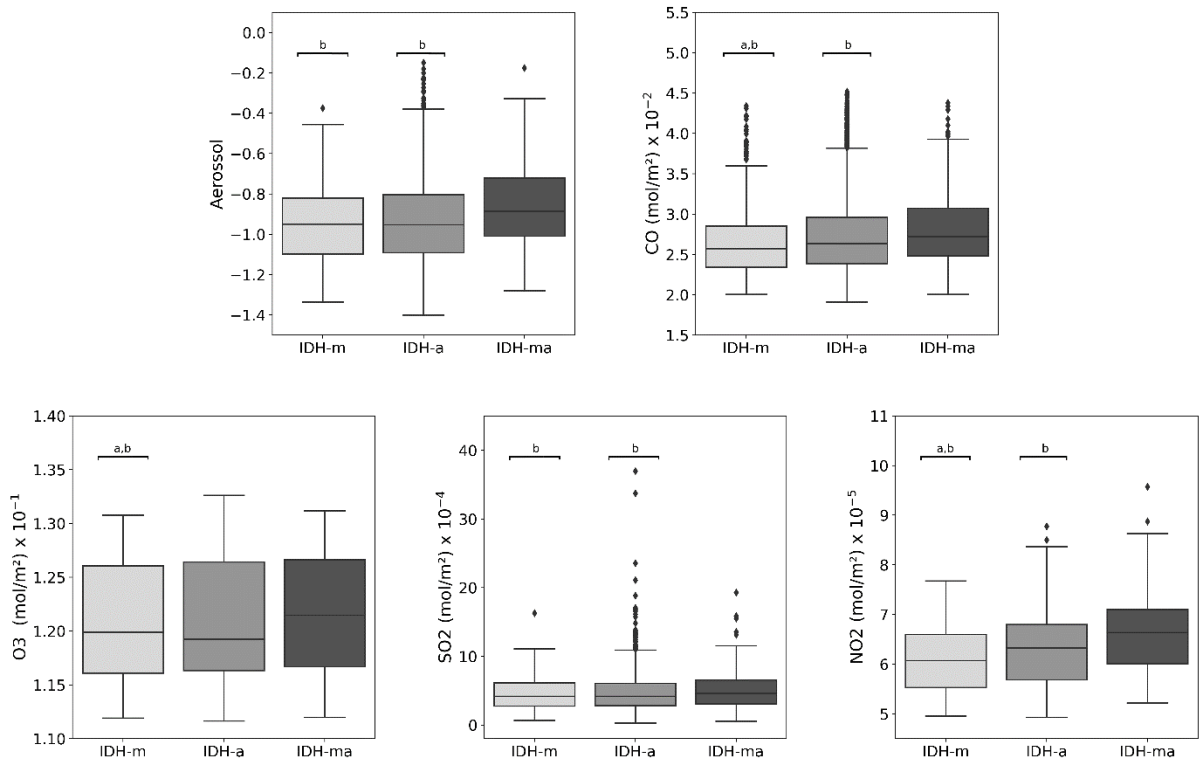 Aerossol
0.0
−0.2
−0.4
−0.6
−0.8
−1.0
−1.2
−1.4
b
b
IDH-m
IDH-a
IDH-ma
CO (mol/m²) x 10⁻²
5.5
5.0
4.5
4.0
3.5
3.0
2.5
2.0
1.5
a,b
b
IDH-m
IDH-a
IDH-ma
O3 (mol/m²) x 10⁻¹
1.40
1.35
1.30
1.25
1.20
1.15
1.10
a,b
IDH-m
IDH-a
IDH-ma
SO2 (mol/m²) x 10⁻⁴
40
30
20
10
0
b
b
IDH-m
IDH-a
IDH-ma
NO2 (mol/m²) x 10⁻⁵
11
10
9
8
7
6
5
a,b
b
IDH-m
IDH-a
IDH-ma